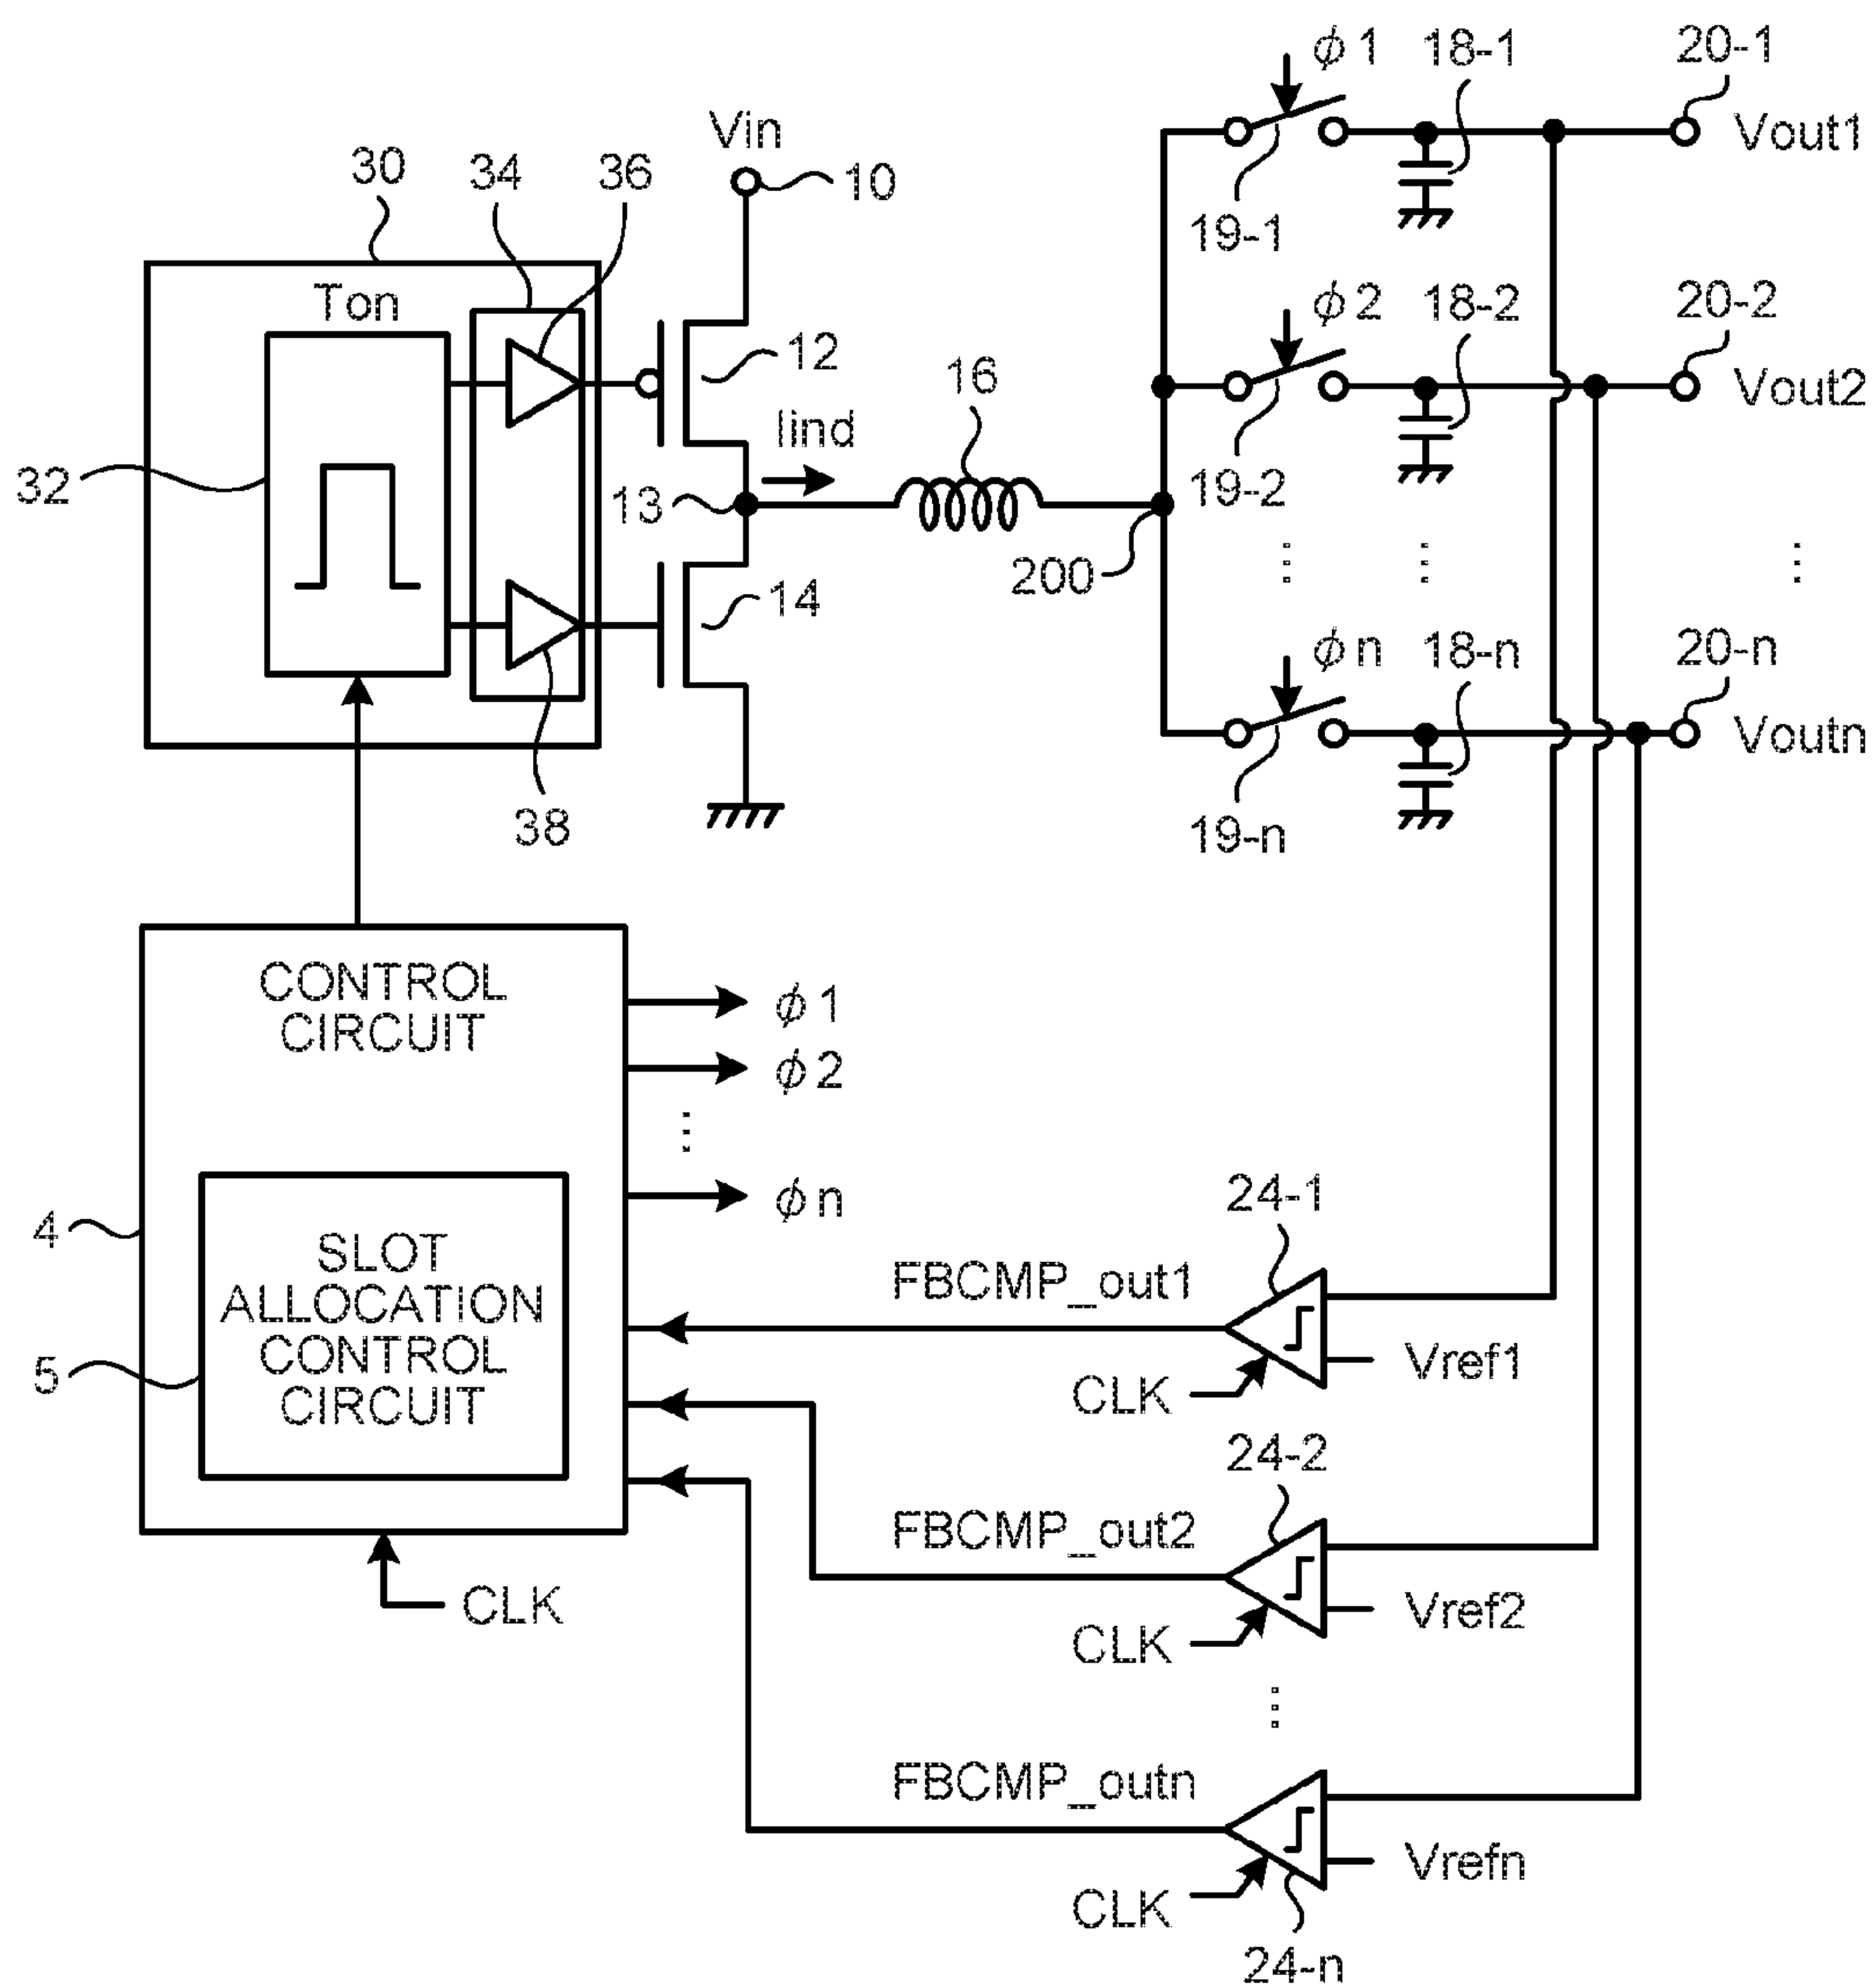 ϕ1
18-1
20-1
Vin
Vout1
30
34
36
10
19-1
Ton
ϕ2
18-2
20-2
12
Vout2
16
Iind
32
13
19-2
⋮
⋮
⋮
200
14
ϕn
18-n
20-n
Voutn
38
19-n
CONTROL
CIRCUIT
ϕ1
ϕ2
⋮
ϕn
4
SLOT
ALLOCATION
CONTROL
CIRCUIT
5
24-1
FBCMP_out1
Vref1
CLK
24-2
FBCMP_out2
CLK
Vref2
CLK
⋮
FBCMP_outn
Vrefn
CLK
24-n